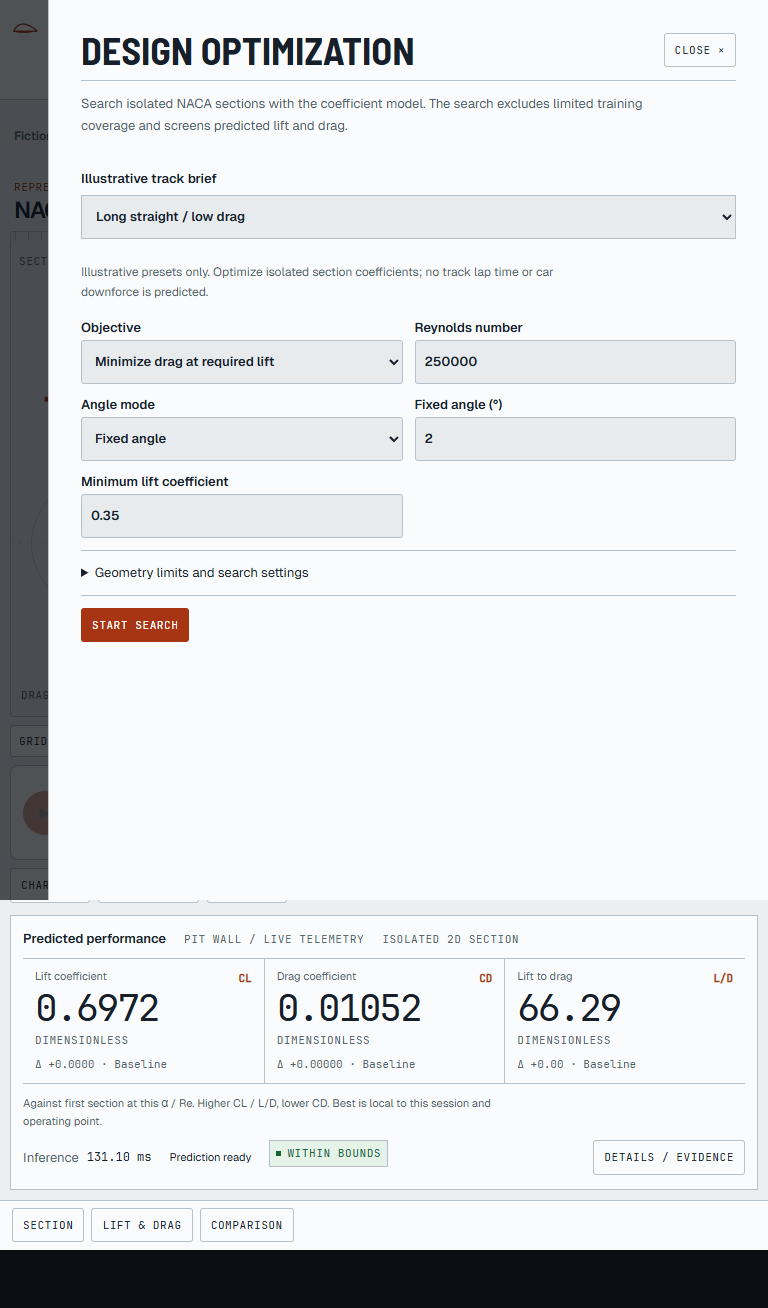 DESIGN OPTIMIZATION
CLOSE ×
Search isolated NACA sections with the coefficient model. The search excludes limited training
coverage and screens predicted lift and drag.
Fiction
Illustrative track brief
REPRE
NAC
Long straight / low drag
SECT
Illustrative presets only. Optimize isolated section coefficients; no track lap time or car
downforce is predicted.
Objective
Reynolds number
Minimize drag at required lift
250000
Angle mode
Fixed angle (°)
Fixed angle
2
Minimum lift coefficient
0.35
▶ Geometry limits and search settings
START SEARCH
DRAG
GRID
CHAR
Predicted performance
PIT WALL / LIVE TELEMETRY
ISOLATED 2D SECTION
Lift coefficient
CL
Drag coefficient
CD
Lift to drag
L/D
0.6972
0.01052
66.29
DIMENSIONLESS
DIMENSIONLESS
DIMENSIONLESS
Δ +0.0000 · Baseline
Δ +0.00000 · Baseline
Δ +0.00 · Baseline
Against first section at this α / Re. Higher CL / L/D, lower CD. Best is local to this session and
operating point.
Inference 131.10 ms
Prediction ready
WITHIN BOUNDS
DETAILS / EVIDENCE
SECTION
LIFT & DRAG
COMPARISON